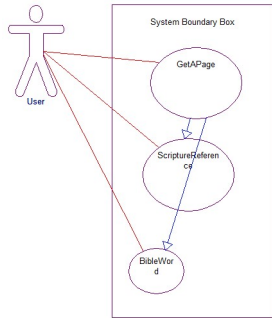 System Boundary Box
GetAPage
User
ScriptureReferen
ce
BibleWor
d